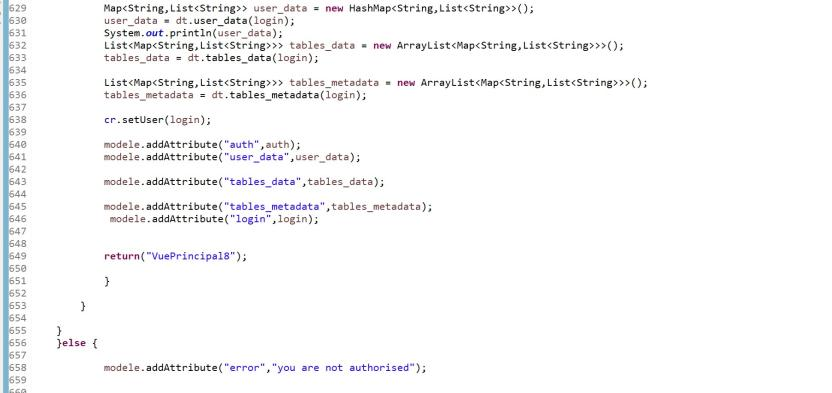 629 Map<String,List<String>> user_data = new HashMap<String,List<String>>();
630 user_data = dt.user_data(login);
631 System.out.println(user_data);
632 List<Map<String,List<String>>> tables_data = new ArrayList<Map<String,List<String>>>();
633 tables_data = dt.tables_data(login);
634
635 List<Map<String,List<String>>> tables_metadata = new ArrayList<Map<String,List<String>>>();
636 tables_metadata = dt.tables_metadata(login);
637
638 cr.setUser(login);
639
640 modele.addAttribute("auth",auth);
641 modele.addAttribute("user_data",user_data);
642
643 modele.addAttribute("tables_data",tables_data);
644
645 modele.addAttribute("tables_metadata",tables_metadata);
646 modele.addAttribute("login",login);
647
648
649 return("VuePrincipal8");
650
651 }
652
653 }
654
655 }
656 }else {
657
658 modele.addAttribute("error","you are not authorised");
659
660